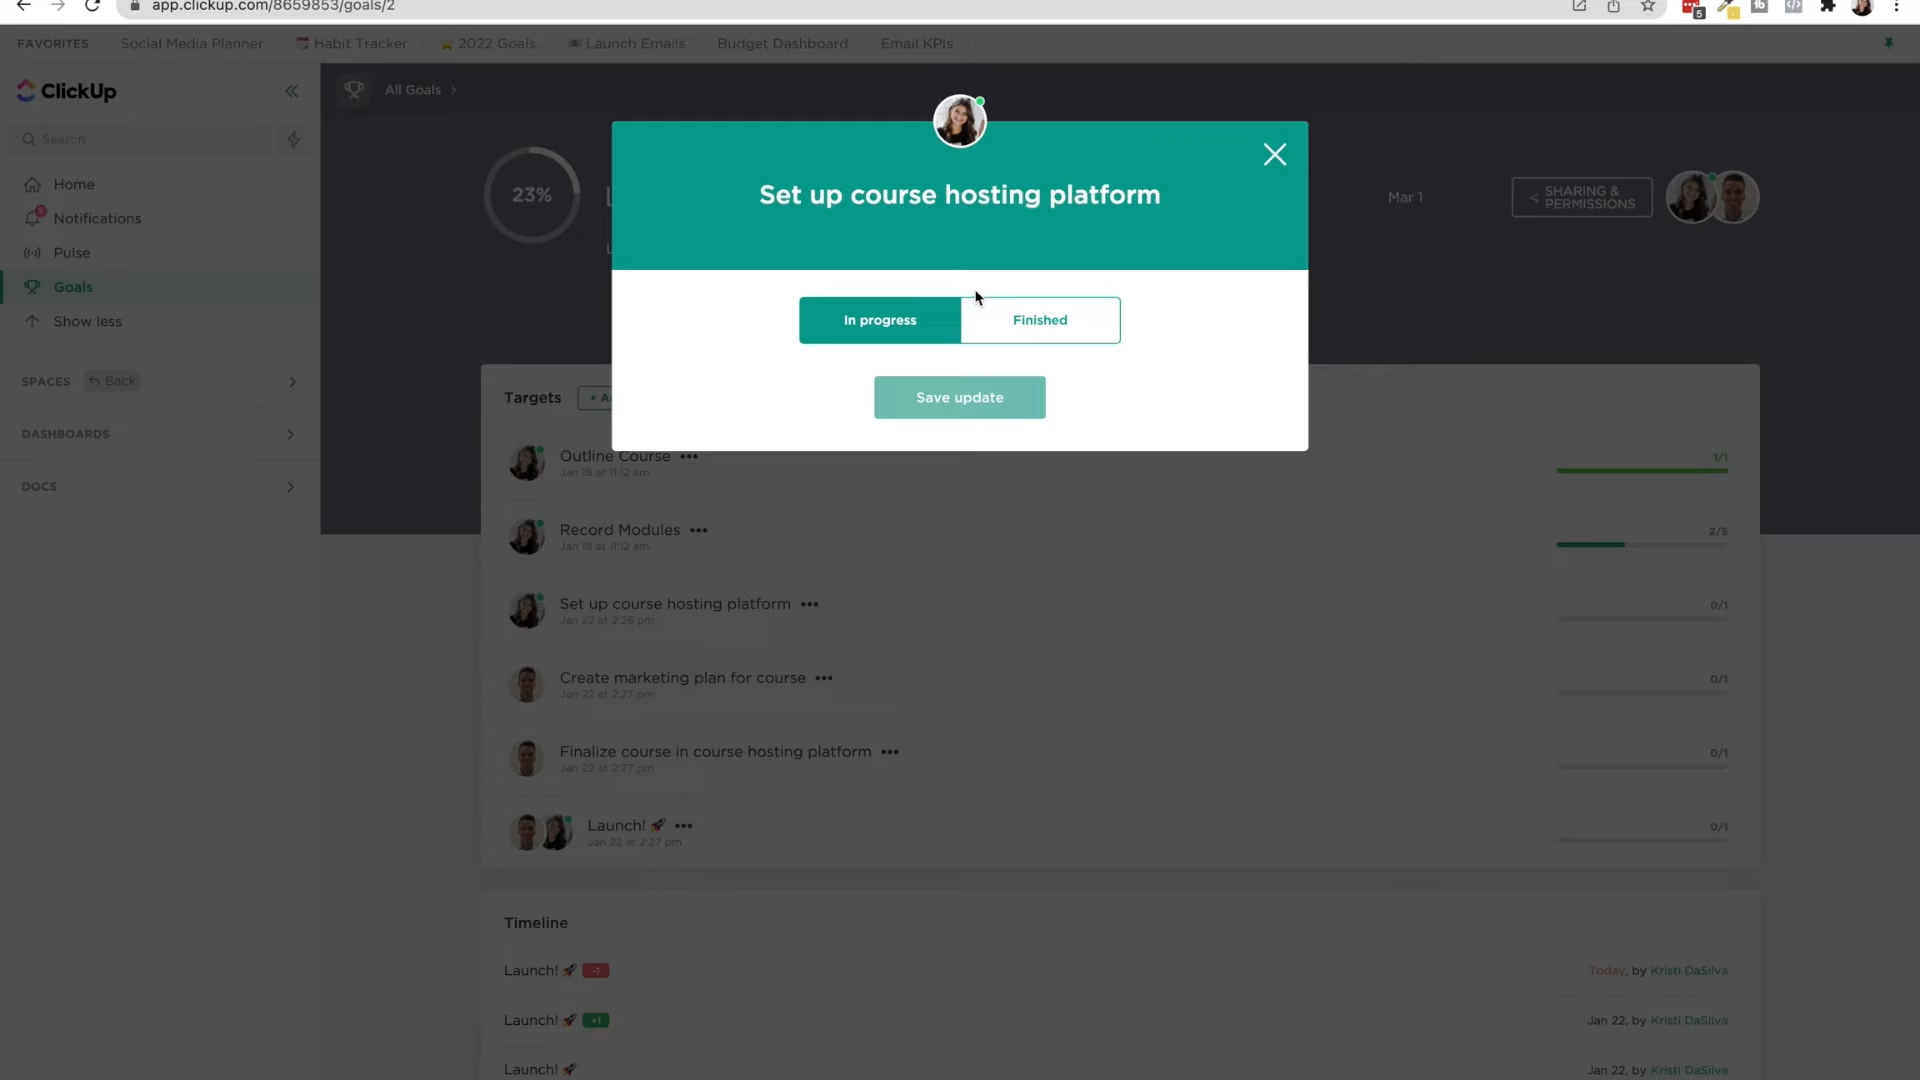 app.clickup.com/8659853/goals/2
5
FAVORITES
Social Media Planner
Habit Tracker
2022 Goals
Launch Emails
Budget Dashboard
Email KPIs
ClickUp
Search
Home
Notifications
Pulse
Goals
Show less
SPACES
Back
DASHBOARDS
DOCS
All Goals
23%
Mar 1
SHARING &
PERMISSIONS
Set up course hosting platform
In progress
Finished
Save update
Targets
+ A
Outline Course
Jan 18 at 11:12 am
1/1
Record Modules
Jan 18 at 11:12 am
2/5
Set up course hosting platform
Jan 22 at 2:26 pm
0/1
Create marketing plan for course
Jan 22 at 2:27 pm
0/1
Finalize course in course hosting platform
Jan 22 at 2:27 pm
0/1
Launch! 🚀
Jan 22 at 2:27 pm
0/1
Timeline
Launch! 🚀 -1
Today, by Kristi DaSilva
Launch! 🚀 +1
Jan 22, by Kristi DaSilva
Launch! 🚀
Jan 22, by Kristi DaSilva